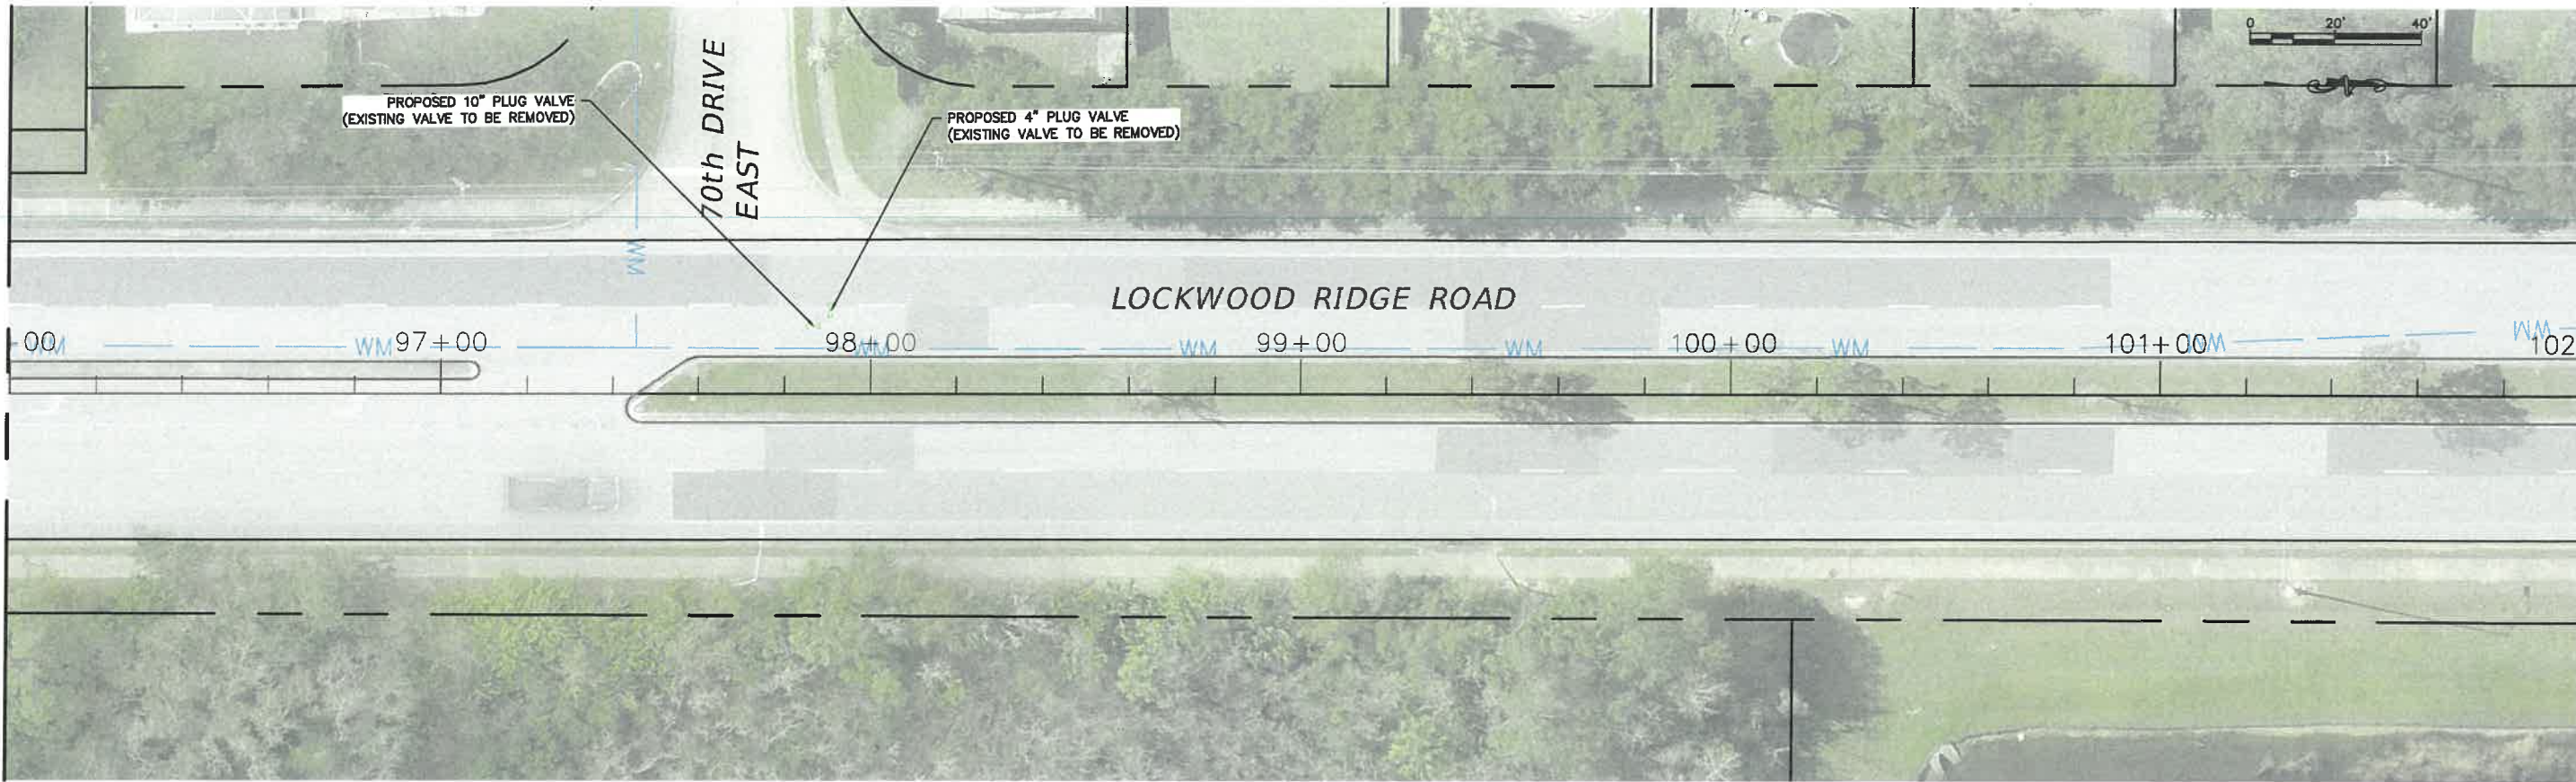 0 20' 40'
PROPOSED 10" PLUG VALVE
(EXISTING VALVE TO BE REMOVED)
70th DRIVE
EAST
PROPOSED 4" PLUG VALVE
(EXISTING VALVE TO BE REMOVED)
WM
LOCKWOOD RIDGE ROAD
00 WM WM 97+00 98+00 WM WM 99+00 WM 100+00 WM 101+00 WM WM 102